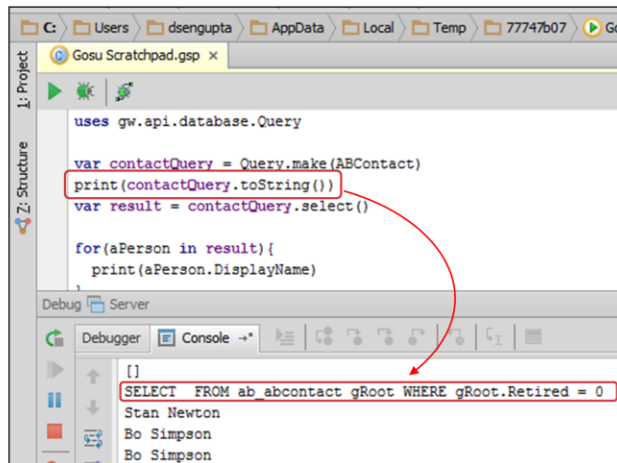 C: Users dsengupta AppData Local Temp 77747b07 Go
Gosu Scratchpad.gsp ×
1: Project
Z: Structure
uses gw.api.database.Query
var contactQuery = Query.make(ABContact)
print(contactQuery.toString())
var result = contactQuery.select()
for(aPerson in result){
print(aPerson.DisplayName)
Debug Server
Debugger Console
[]
SELECT FROM ab_abcontact gRoot WHERE gRoot.Retired = 0
Stan Newton
Bo Simpson
Bo Simpson